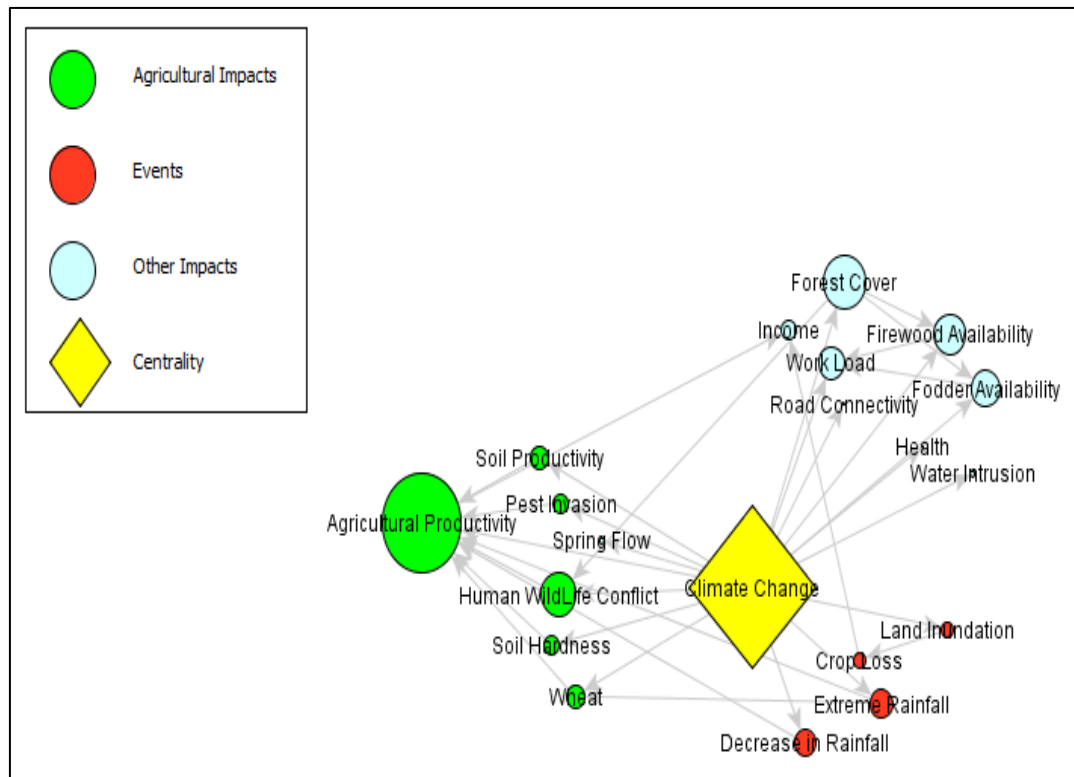 Agricultural Impacts
Events
Other Impacts
Centrality
Forest Cover
Income
Firewood Availability
Work Load
Fodder Availability
Road Connectivity
Health
Water Intrusion
Soil Productivity
Pest Invasion
Agricultural Productivity
Spring Flow
Climate Change
Human WildLife Conflict
Land Inundation
Soil Hardness
Crop Loss
Wheat
Extreme Rainfall
Decrease in Rainfall